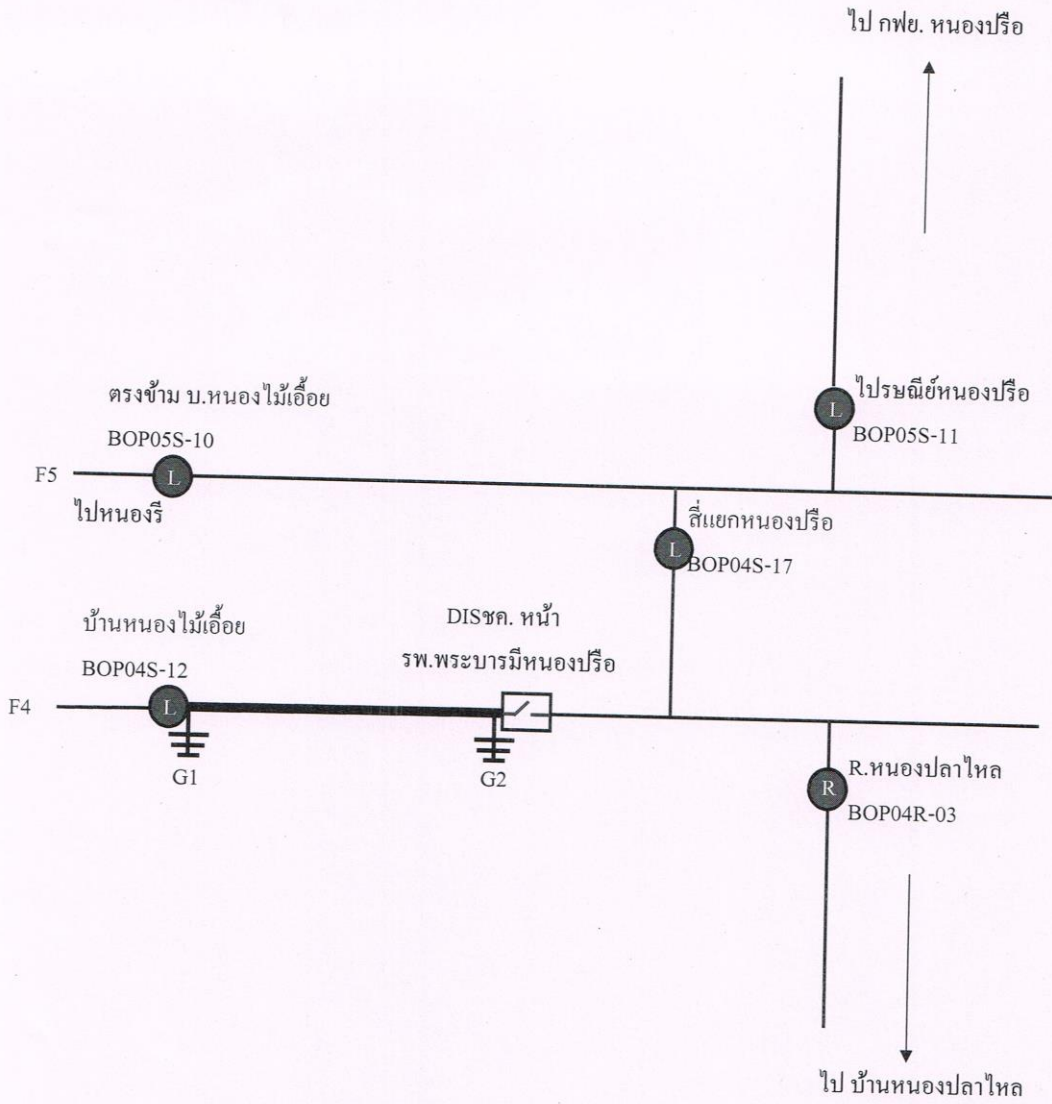 ไป กฟย. หนองปรือ
ตรงข้าม บ.หนองไม้เอื้อย
BOP05S-10
ไปรษณีย์หนองปรือ
L
BOP05S-11
F5
L
ไปหนองรี
สี่แยกหนองปรือ
L
BOP04S-17
บ้านหนองไม้เอื้อย
BOP04S-12
DISชค. หน้า
รพ.พระบารมีหนองปรือ
F4
L
G1
G2
R.หนองปลาไหล
R
BOP04R-03
ไป บ้านหนองปลาไหล